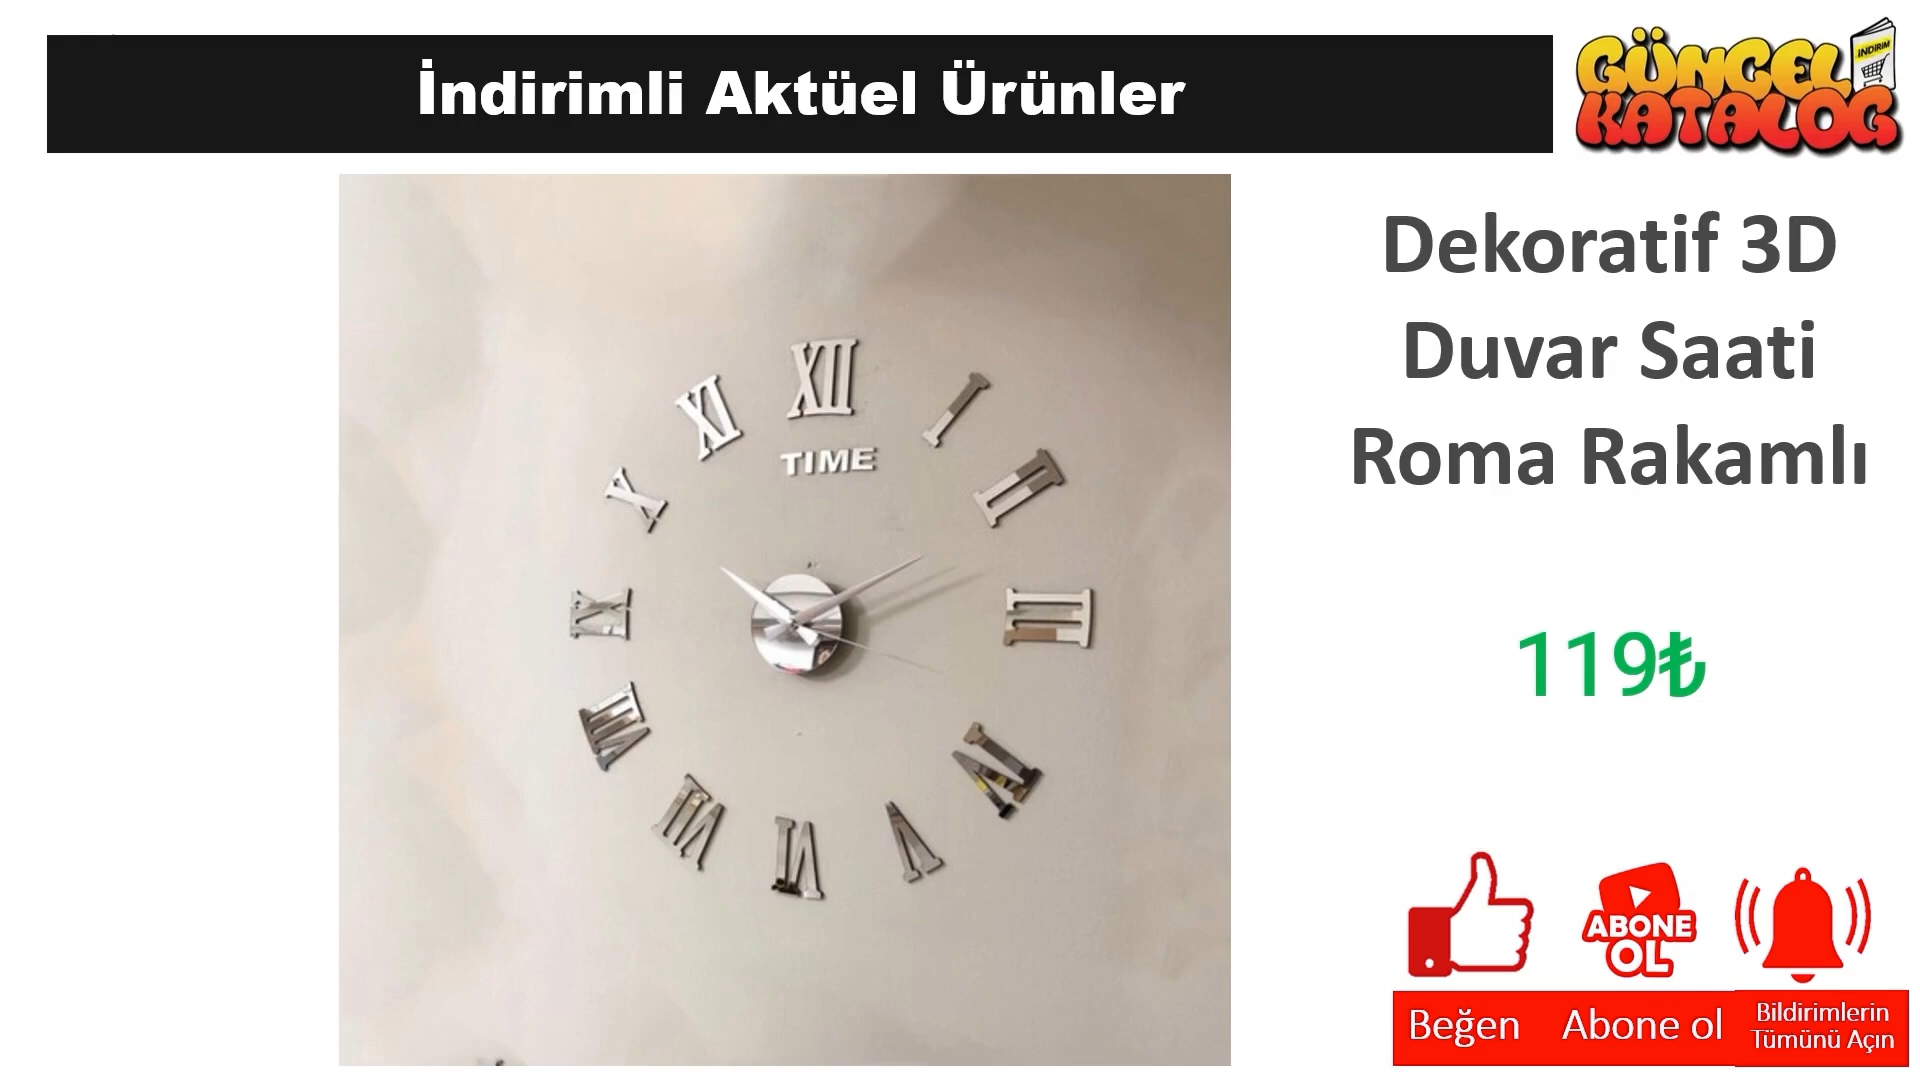 İndirimli Aktüel Ürünler
GÜNCEL
KATALOG
İNDİRİM
Dekoratif 3D
Duvar Saati
Roma Rakamlı
119₺
XII
XI
I
TIME
X
II
IX
III
VIII
IV
VII
VI
V
ABONE
OL
Beğen
Abone ol
Bildirimlerin
Tümünü Açın